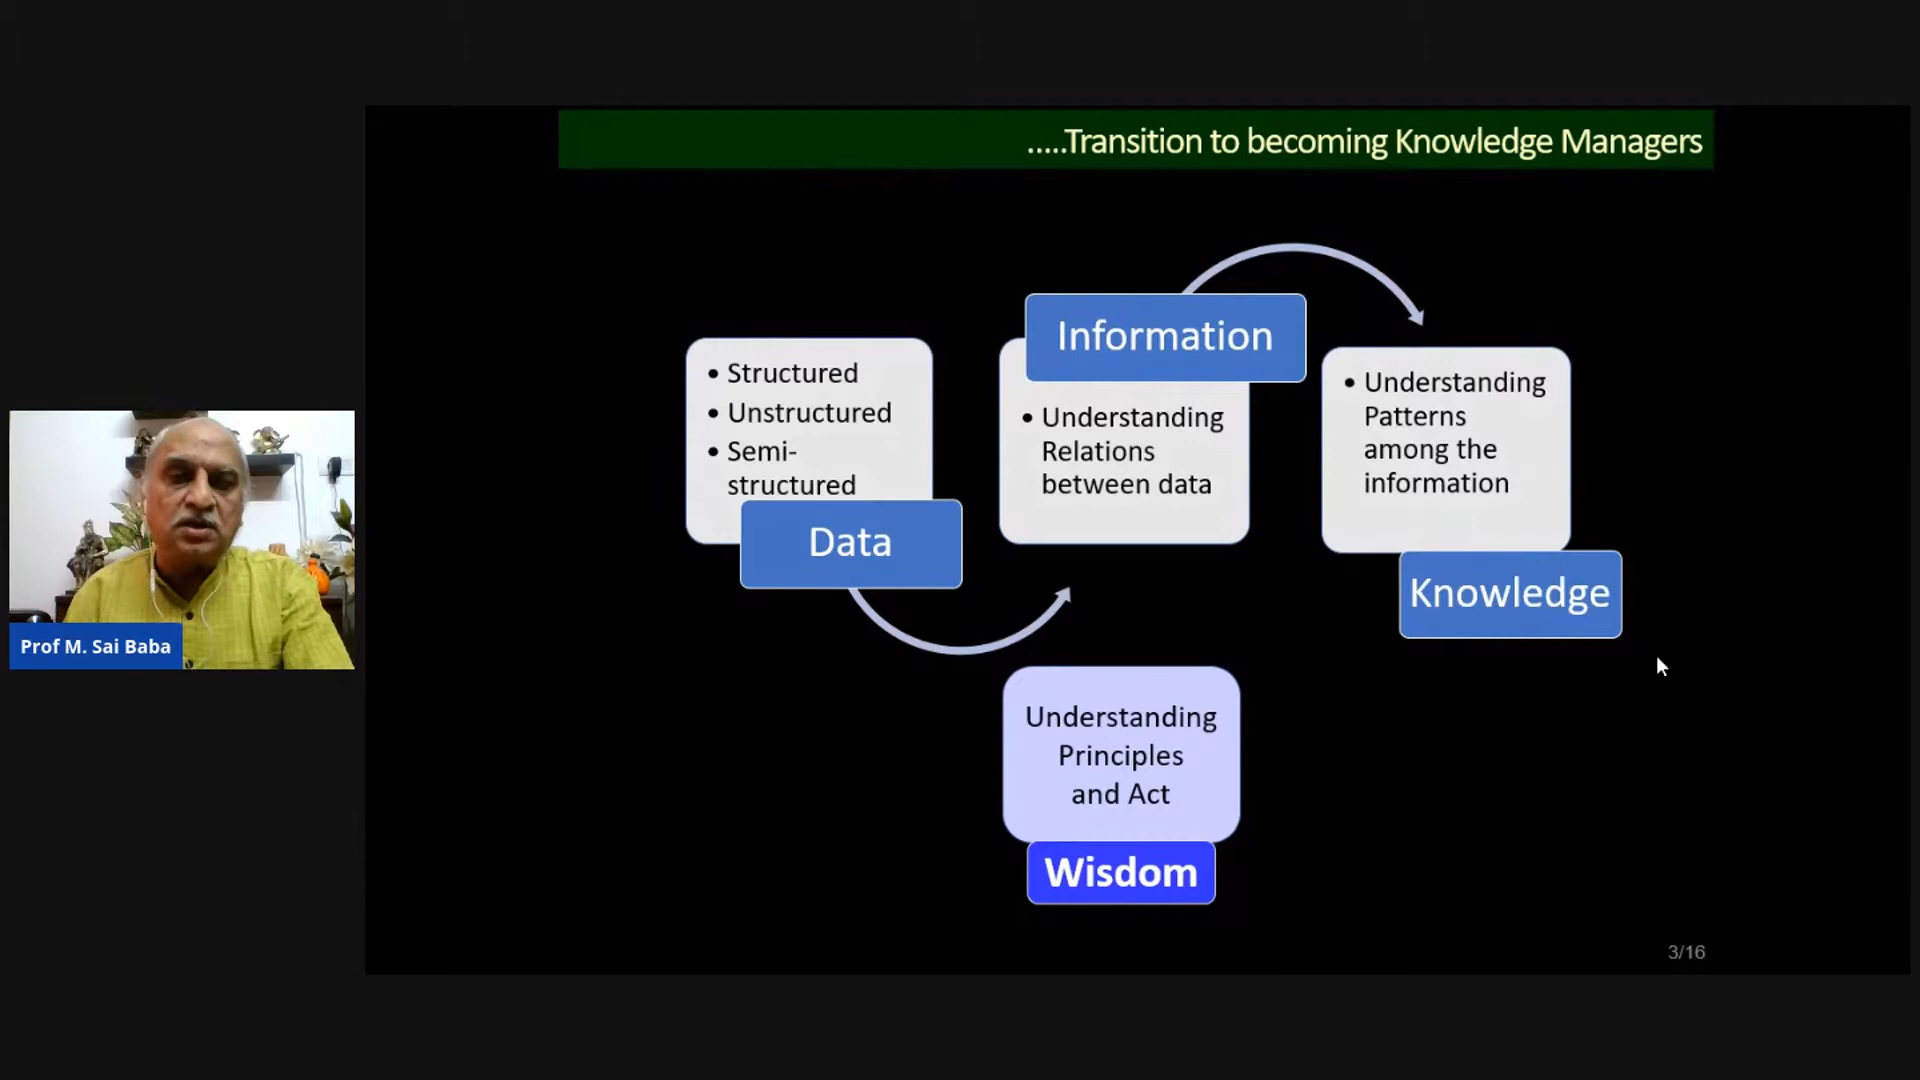 .....Transition to becoming Knowledge Managers
• Structured
• Unstructured
• Semi-
structured
Data
Information
• Understanding
Relations
between data
• Understanding
Patterns
among the
information
Knowledge
Understanding
Principles
and Act
Wisdom
Prof M. Sai Baba
3/16